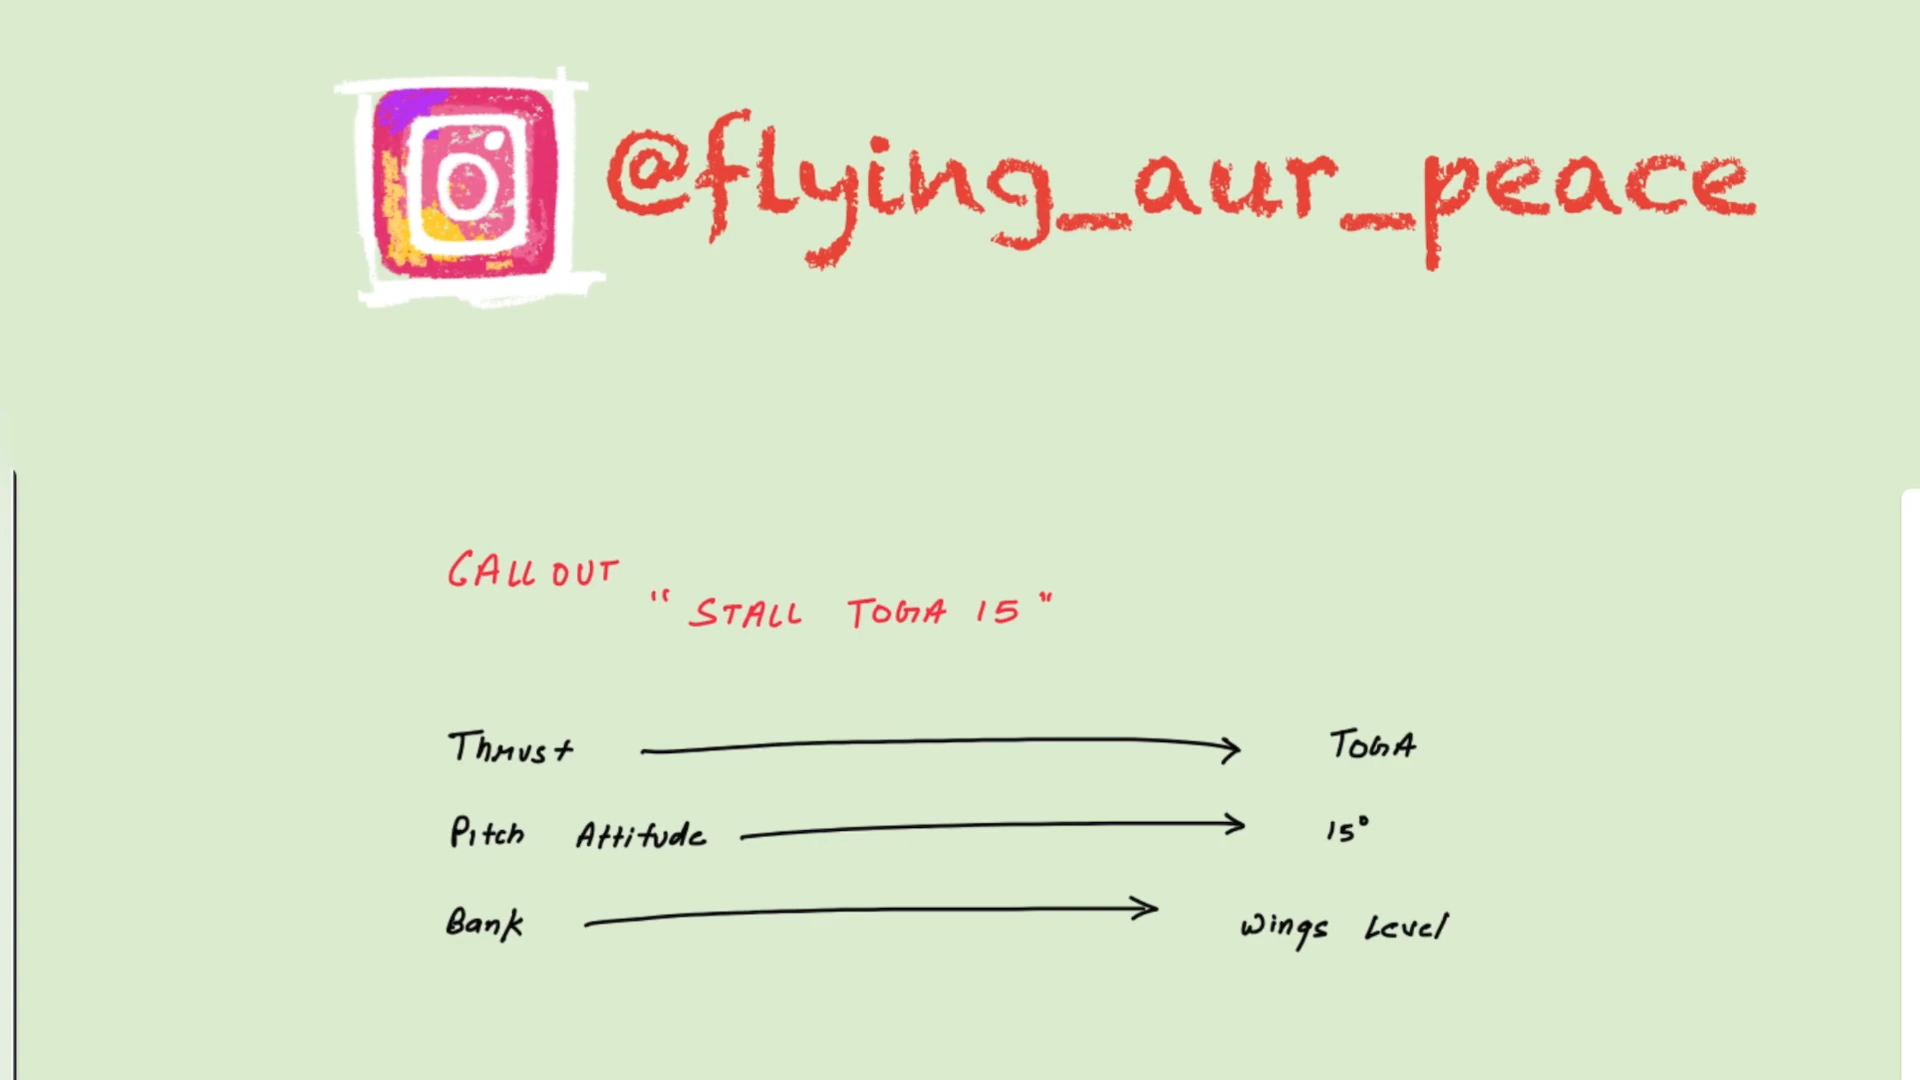 @flying_aur_peace
CALL OUT
"STALL TOGA 15"
Thrust TOGA
Pitch Attitude 15°
Bank Wings Level